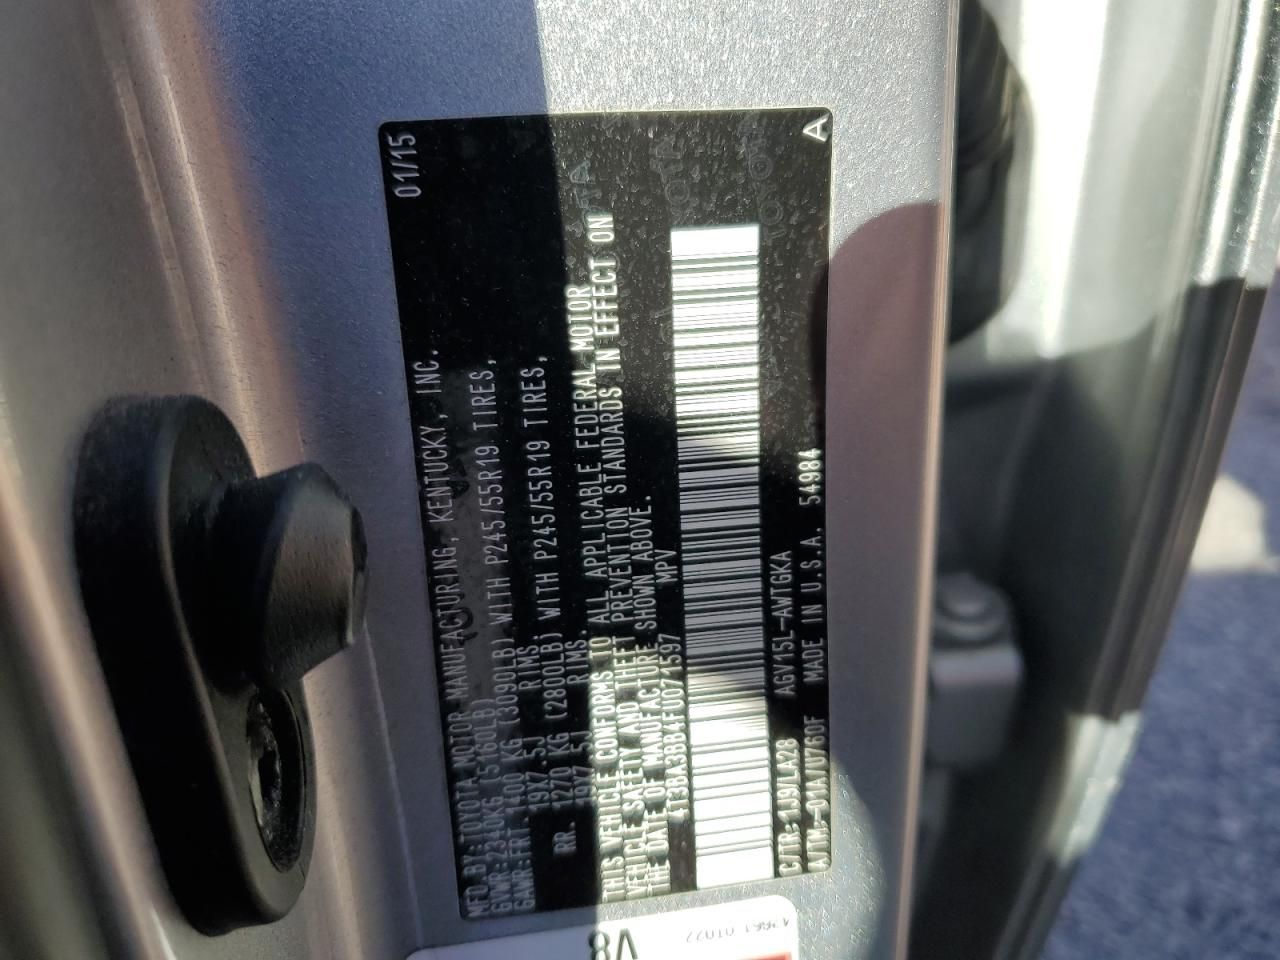 MFD.BY:TOYOTA MOTOR MANUFACTURING, KENTUCKY, INC. 01/15
GVWR:2340KG (5160LB)
GAWR:FRT.1400 KG (3090LB) WITH P245/55R19 TIRES,
19X7.5J RIMS
RR. 1270 KG (2800LB) WITH P245/55R19 TIRES,
19X7.5J RIMS.
THIS VEHICLE CONFORMS TO ALL APPLICABLE FEDERAL MOTOR
VEHICLE SAFETY AND THEFT PREVENTION STANDARDS IN EFFECT ON
THE DATE OF MANUFACTURE SHOWN ABOVE.
4T3BA3BB4FU071597 MPV
C/TR:1J9/LA28 AGV15L-AWTGKA
A/TM:-01A/U760F MADE IN U.S.A. 54984 A
V8